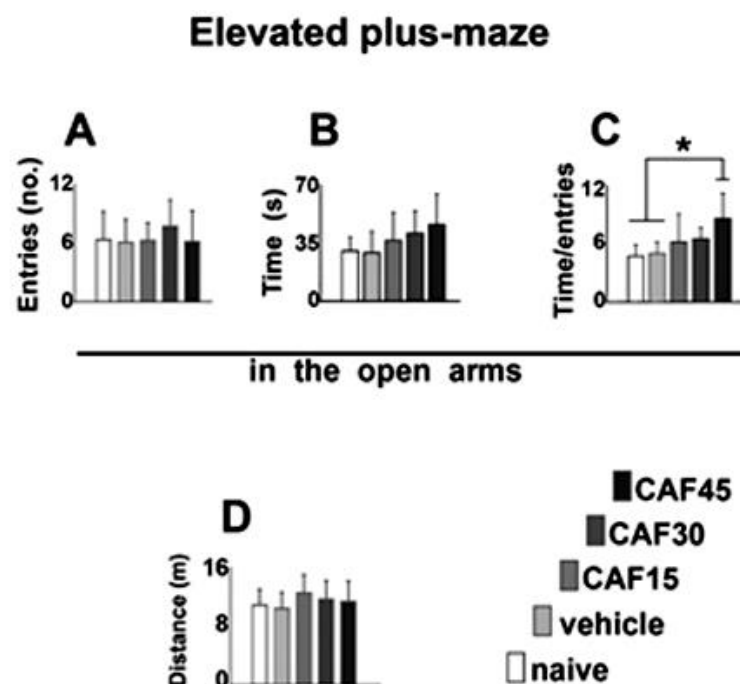 Elevated plus-maze
A
B
C
Entries (no.)
12
6
0
Time (s)
70
35
0
Time/entries
12
6
0
*
in the open arms
D
Distance (m)
16
8
0
CAF45
CAF30
CAF15
vehicle
naive